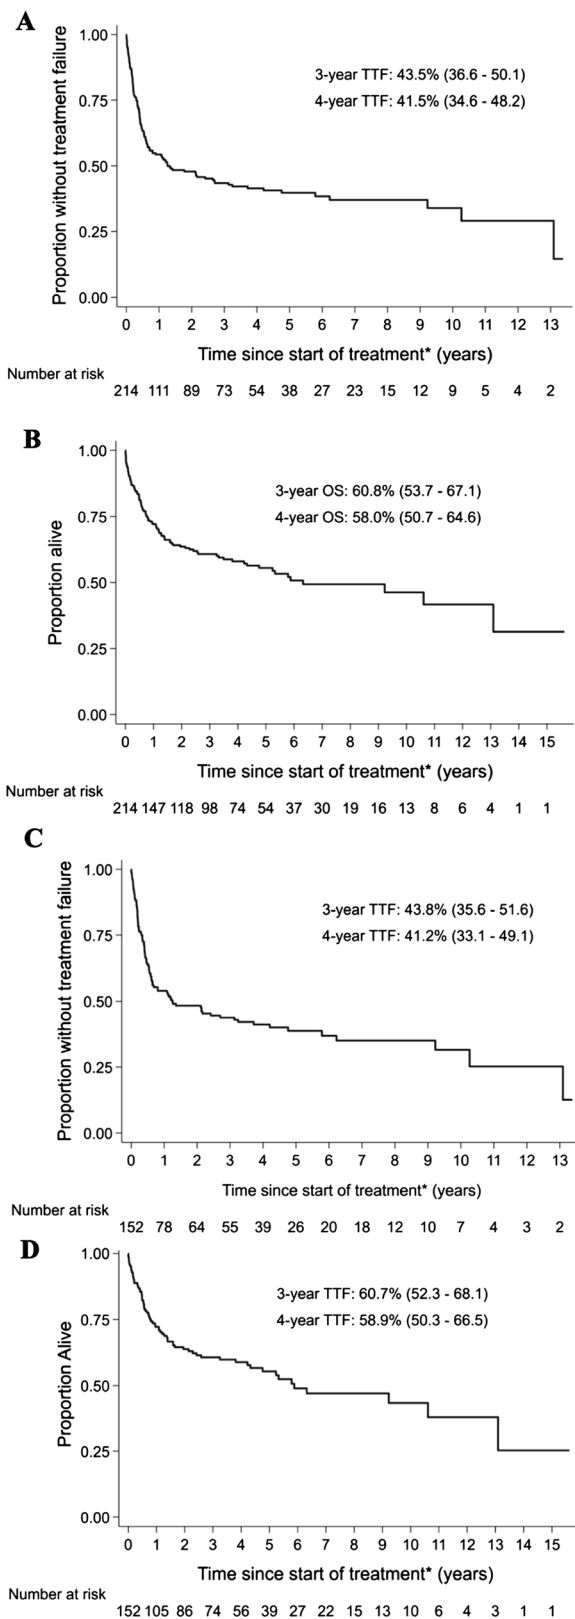 A
1.00
0.75
0.50
0.25
0.00
Proportion without treatment failure
3-year TTF: 43.5% (36.6 - 50.1)
4-year TTF: 41.5% (34.6 - 48.2)
0 1 2 3 4 5 6 7 8 9 10 11 12 13
Time since start of treatment* (years)
Number at risk
214 111 89 73 54 38 27 23 15 12 9 5 4 2
B
1.00
0.75
0.50
0.25
0.00
Proportion alive
3-year OS: 60.8% (53.7 - 67.1)
4-year OS: 58.0% (50.7 - 64.6)
0 1 2 3 4 5 6 7 8 9 10 11 12 13 14 15
Time since start of treatment* (years)
Number at risk
214 147 118 98 74 54 37 30 19 16 13 8 6 4 1 1
C
1.00
0.75
0.50
0.25
0.00
Proportion without treatment failure
3-year TTF: 43.8% (35.6 - 51.6)
4-year TTF: 41.2% (33.1 - 49.1)
0 1 2 3 4 5 6 7 8 9 10 11 12 13
Time since start of treatment* (years)
Number at risk
152 78 64 55 39 26 20 18 12 10 7 4 3 2
D
1.00
0.75
0.50
0.25
0.00
Proportion Alive
3-year TTF: 60.7% (52.3 - 68.1)
4-year TTF: 58.9% (50.3 - 66.5)
0 1 2 3 4 5 6 7 8 9 10 11 12 13 14 15
Time since start of treatment* (years)
Number at risk
152 105 86 74 56 39 27 22 15 13 10 6 4 3 1 1